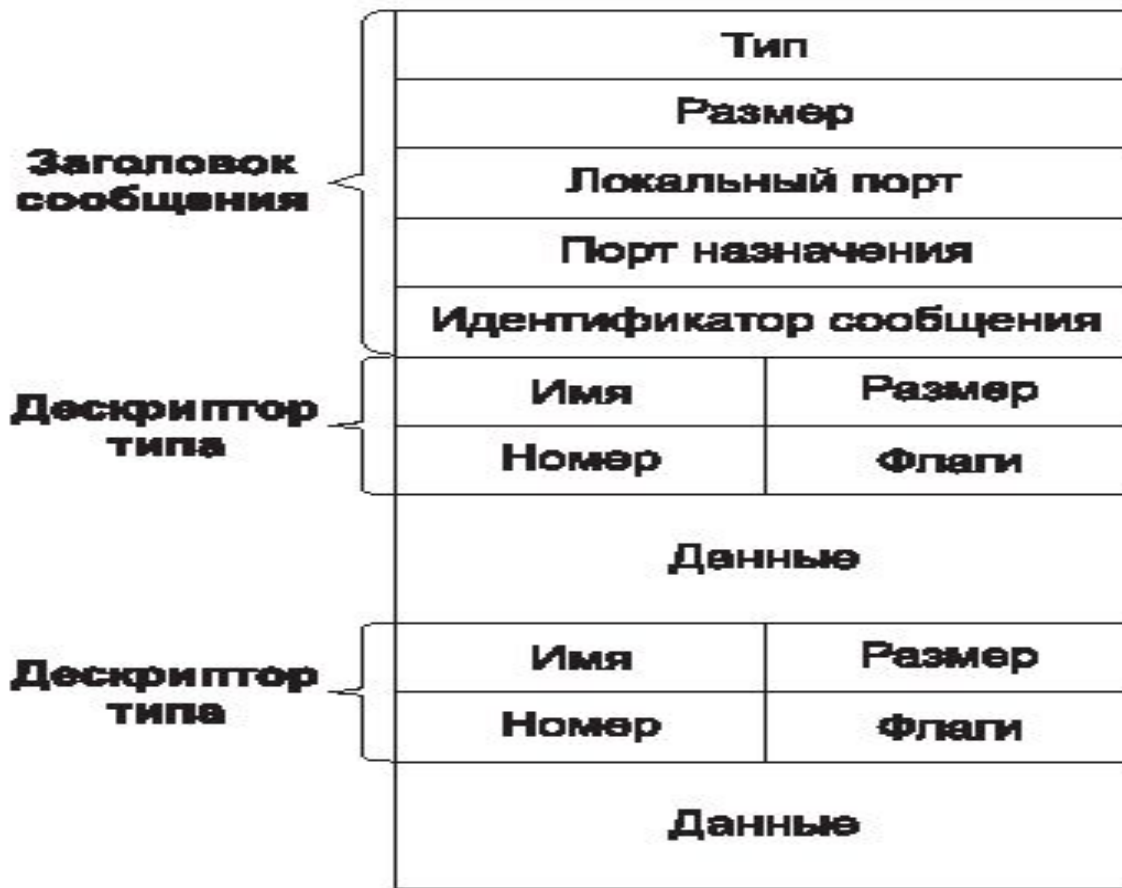 Заголовок
сообщения
Тип
Размер
Локальный порт
Порт назначения
Идентификатор сообщения
Дескриптор
типа
Имя
Размер
Номер
Флаги
Данные
Дескриптор
типа
Имя
Размер
Номер
Флаги
Данные